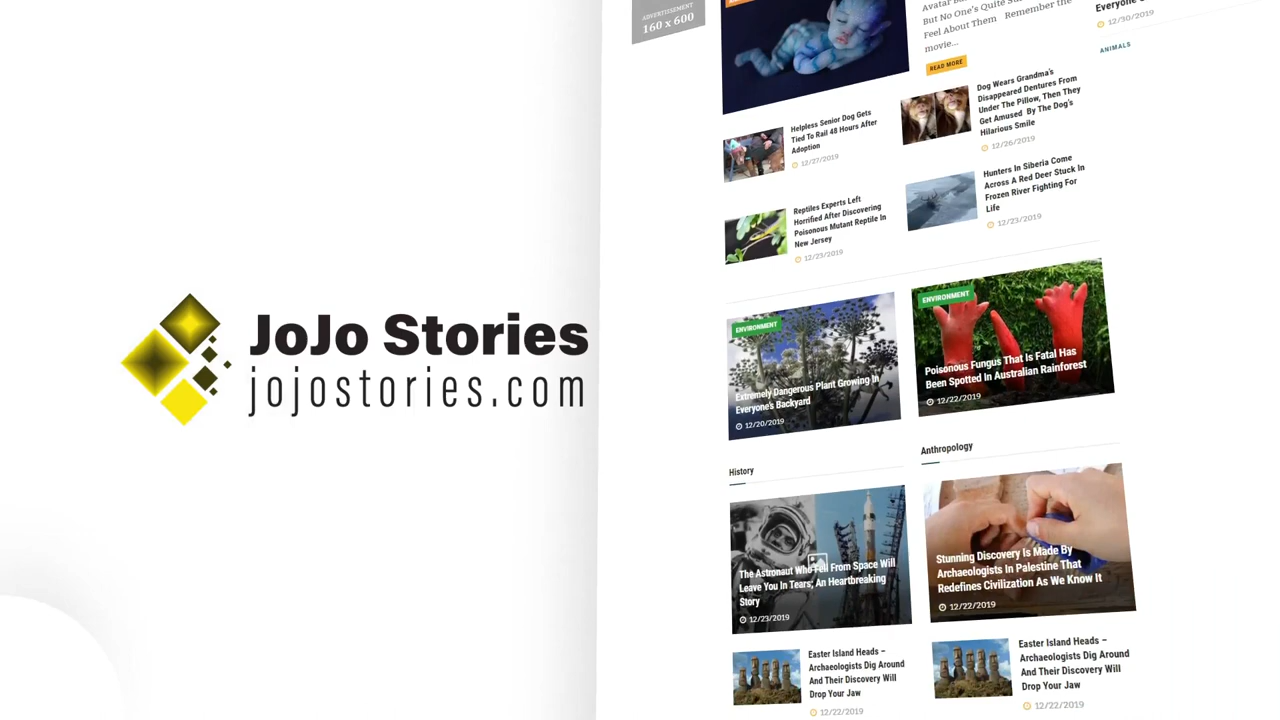 ADVERTISSEMENT
160 x 600
But No One's Quite
Feel About Them Remember the
movie...
READ MORE
12/30/2019
ANIMALS
Helpless Senior Dog Gets
Tied To Rail 48 Hours After
Adoption
12/27/2019
Dog Wears Grandma's
Disappeared Dentures From
Under The Pillow, Then They
Get Amused By The Dog's
Hilarious Smile
12/26/2019
Reptiles Experts Left
Horrified After Discovering
Poisonous Mutant Reptile In
New Jersey
12/23/2019
Hunters In Siberia Come
Across A Red Deer Stuck In
Frozen River Fighting For
Life
12/23/2019
JoJo Stories
jojostories.com
ENVIRONMENT
Extremely Dangerous Plant Growing In
Everyone's Backyard
12/20/2019
ENVIRONMENT
Poisonous Fungus That Is Fatal Has
Been Spotted In Australian Rainforest
12/22/2019
History
The Astronaut Who Fell From Space Will
Leave You In Tears; An Heartbreaking
Story
12/23/2019
Anthropology
Stunning Discovery Is Made By
Archaeologists In Palestine That
Redefines Civilization As We Know It
12/22/2019
Easter Island Heads –
Archaeologists Dig Around
And Their Discovery Will
Drop Your Jaw
12/22/2019
Easter Island Heads –
Archaeologists Dig Around
And Their Discovery Will
Drop Your Jaw
12/22/2019